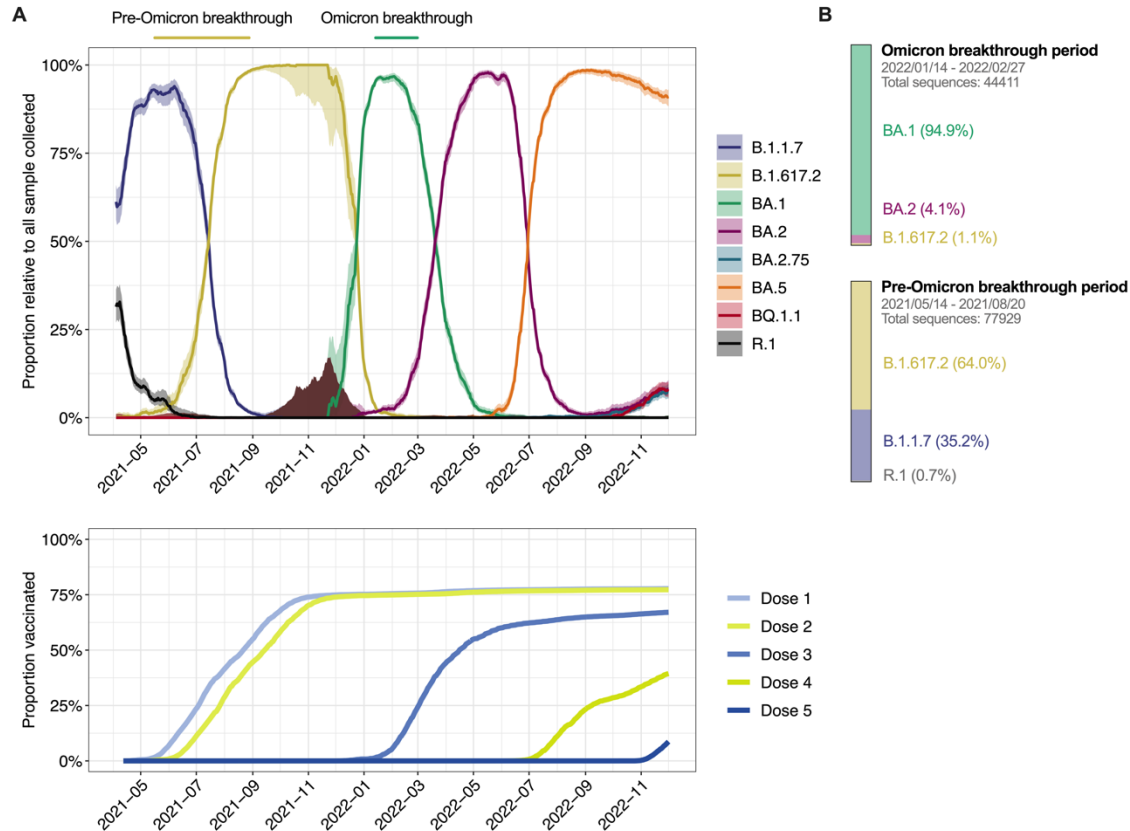 A
Pre-Omicron breakthrough
Omicron breakthrough
Proportion relative to all sample collected
100%
75%
50%
25%
0%
2021-05
2021-07
2021-09
2021-11
2022-01
2022-03
2022-05
2022-07
2022-09
2022-11
B.1.1.7
B.1.617.2
BA.1
BA.2
BA.2.75
BA.5
BQ.1.1
R.1
Proportion vaccinated
100%
75%
50%
25%
0%
2021-05
2021-07
2021-09
2021-11
2022-01
2022-03
2022-05
2022-07
2022-09
2022-11
Dose 1
Dose 2
Dose 3
Dose 4
Dose 5
B
Omicron breakthrough period
2022/01/14 - 2022/02/27
Total sequences: 44411
BA.1 (94.9%)
BA.2 (4.1%)
B.1.617.2 (1.1%)
Pre-Omicron breakthrough period
2021/05/14 - 2021/08/20
Total sequences: 77929
B.1.617.2 (64.0%)
B.1.1.7 (35.2%)
R.1 (0.7%)